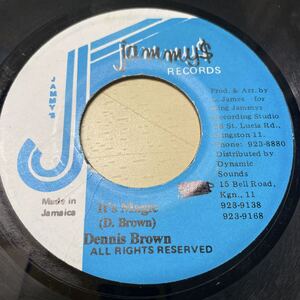 Jammy$
RECORDS
JAMMYS
Prod. & Arr. by
L. James - for
King Jammys
Recording Studio
St. Lucia Rd.,
Kingston 11.
Phone: 923-8880
Distributed by
Dynamic
Sounds
15 Bell Road,
Kgn., 11
923-9138
923-9168
Made in
Jamaica
It's Magic
(D. Brown)
Dennis Brown
ALL RIGHTS RESERVED